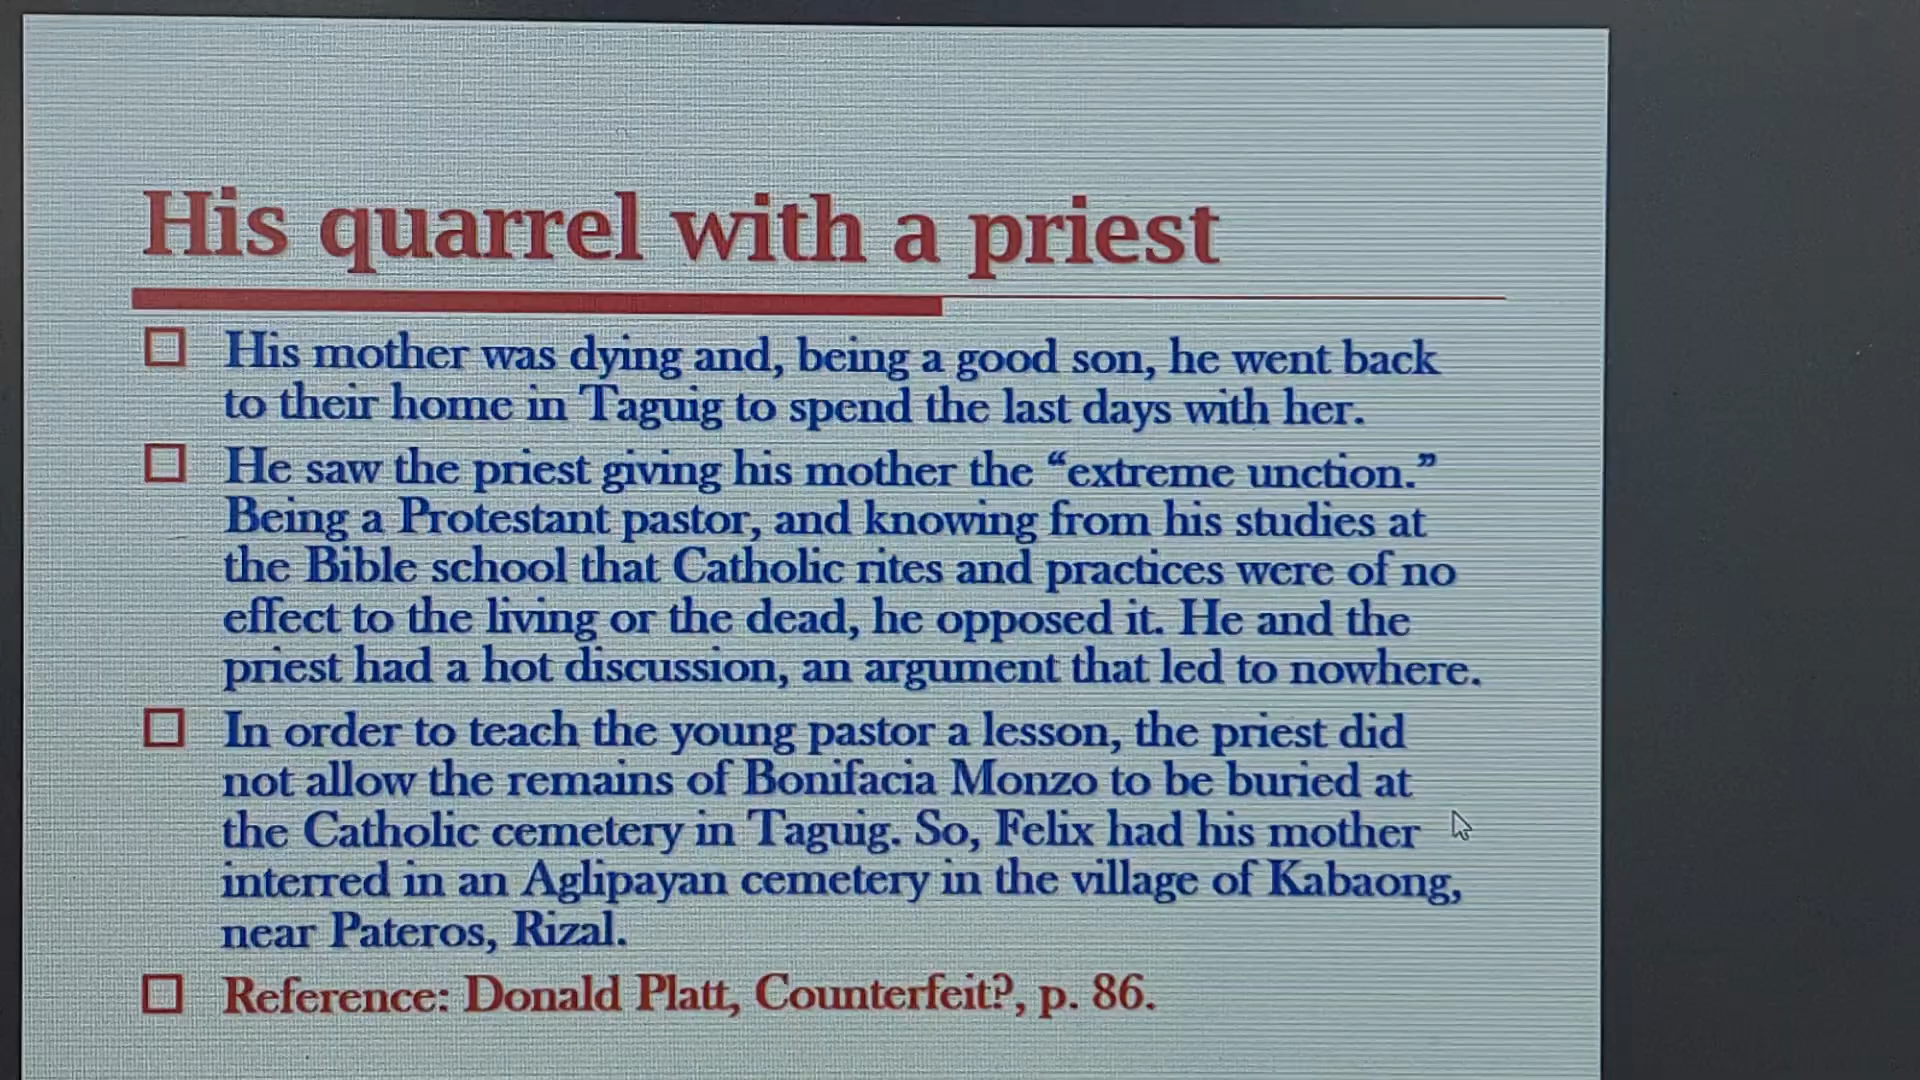 His quarrel with a priest
His mother was dying and, being a good son, he went back
to their home in Taguig to spend the last days with her.
He saw the priest giving his mother the “extreme unction.”
Being a Protestant pastor, and knowing from his studies at
the Bible school that Catholic rites and practices were of no
effect to the living or the dead, he opposed it. He and the
priest had a hot discussion, an argument that led to nowhere.
In order to teach the young pastor a lesson, the priest did
not allow the remains of Bonifacia Monzo to be buried at
the Catholic cemetery in Taguig. So, Felix had his mother
interred in an Aglipayan cemetery in the village of Kabaong,
near Pateros, Rizal.
Reference: Donald Platt, Counterfeit?, p. 86.